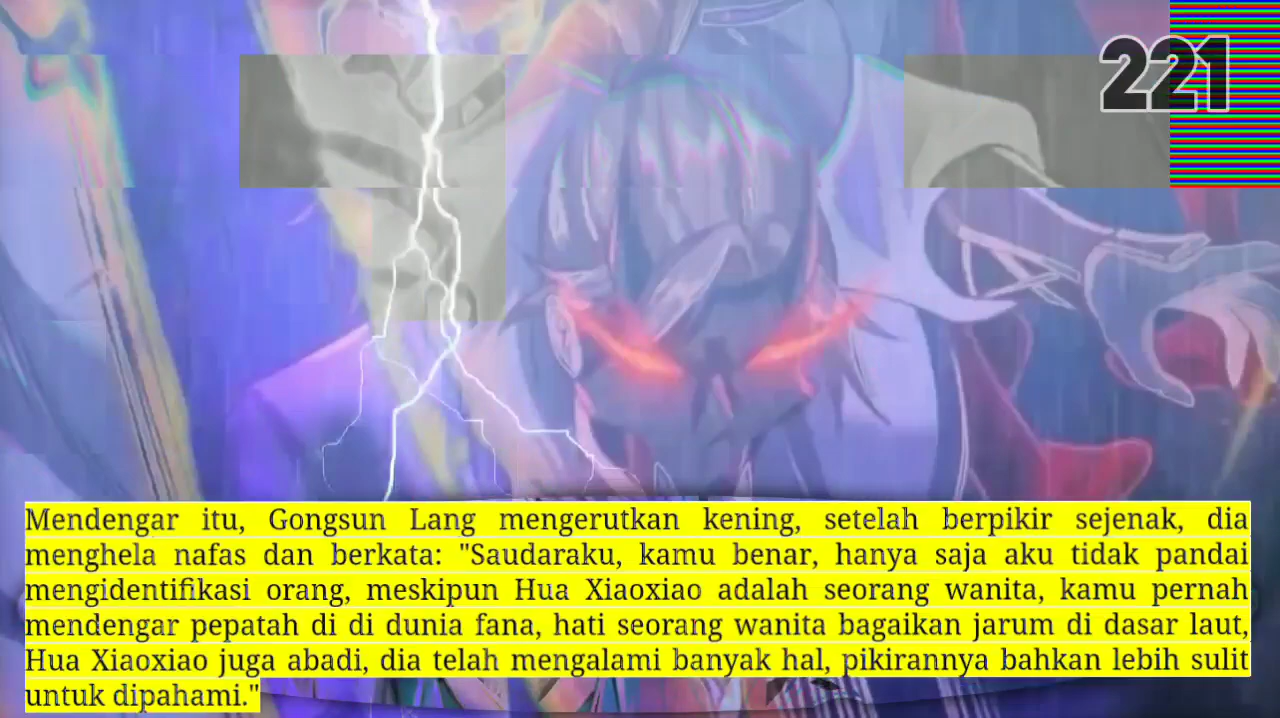 221
Mendengar itu, Gongsun Lang mengerutkan kening, setelah berpikir sejenak, dia
menghela nafas dan berkata: "Saudaraku, kamu benar, hanya saja aku tidak pandai
mengidentifikasi orang, meskipun Hua Xiaoxiao adalah seorang wanita, kamu pernah
mendengar pepatah di di dunia fana, hati seorang wanita bagaikan jarum di dasar laut,
Hua Xiaoxiao juga abadi, dia telah mengalami banyak hal, pikirannya bahkan lebih sulit
untuk dipahami."